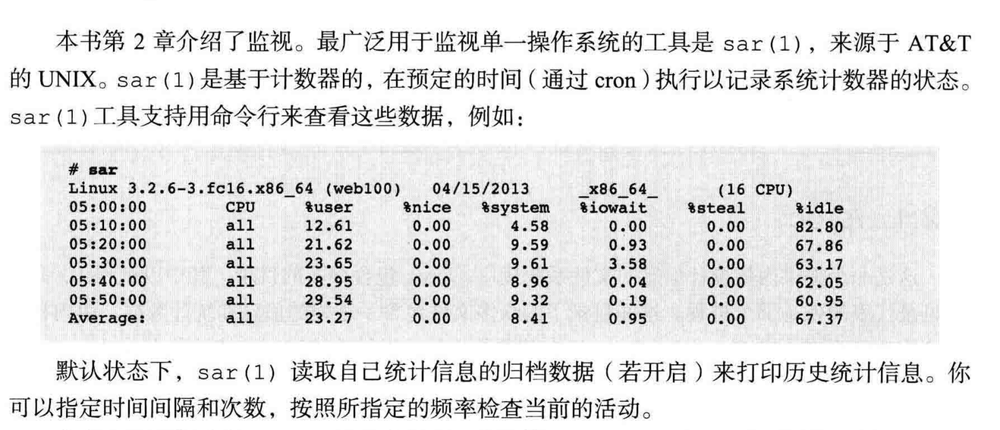 本书第 2 章介绍了监视。最广泛用于监视单一操作系统的工具是 sar(1)，来源于 AT&T
的 UNIX。sar(1)是基于计数器的，在预定的时间（通过 cron）执行以记录系统计数器的状态。
sar(1)工具支持用命令行来查看这些数据，例如：
# sar
Linux 3.2.6-3.fc16.x86_64 (web100) 04/15/2013 _x86_64_ (16 CPU)
05:00:00 CPU %user %nice %system %iowait %steal %idle
05:10:00 all 12.61 0.00 4.58 0.00 0.00 82.80
05:20:00 all 21.62 0.00 9.59 0.93 0.00 67.86
05:30:00 all 23.65 0.00 9.61 3.58 0.00 63.17
05:40:00 all 28.95 0.00 8.96 0.04 0.00 62.05
05:50:00 all 29.54 0.00 9.32 0.19 0.00 60.95
Average: all 23.27 0.00 8.41 0.95 0.00 67.37
默认状态下，sar(1) 读取自己统计信息的归档数据（若开启）来打印历史统计信息。你
可以指定时间间隔和次数，按照所指定的频率检查当前的活动。